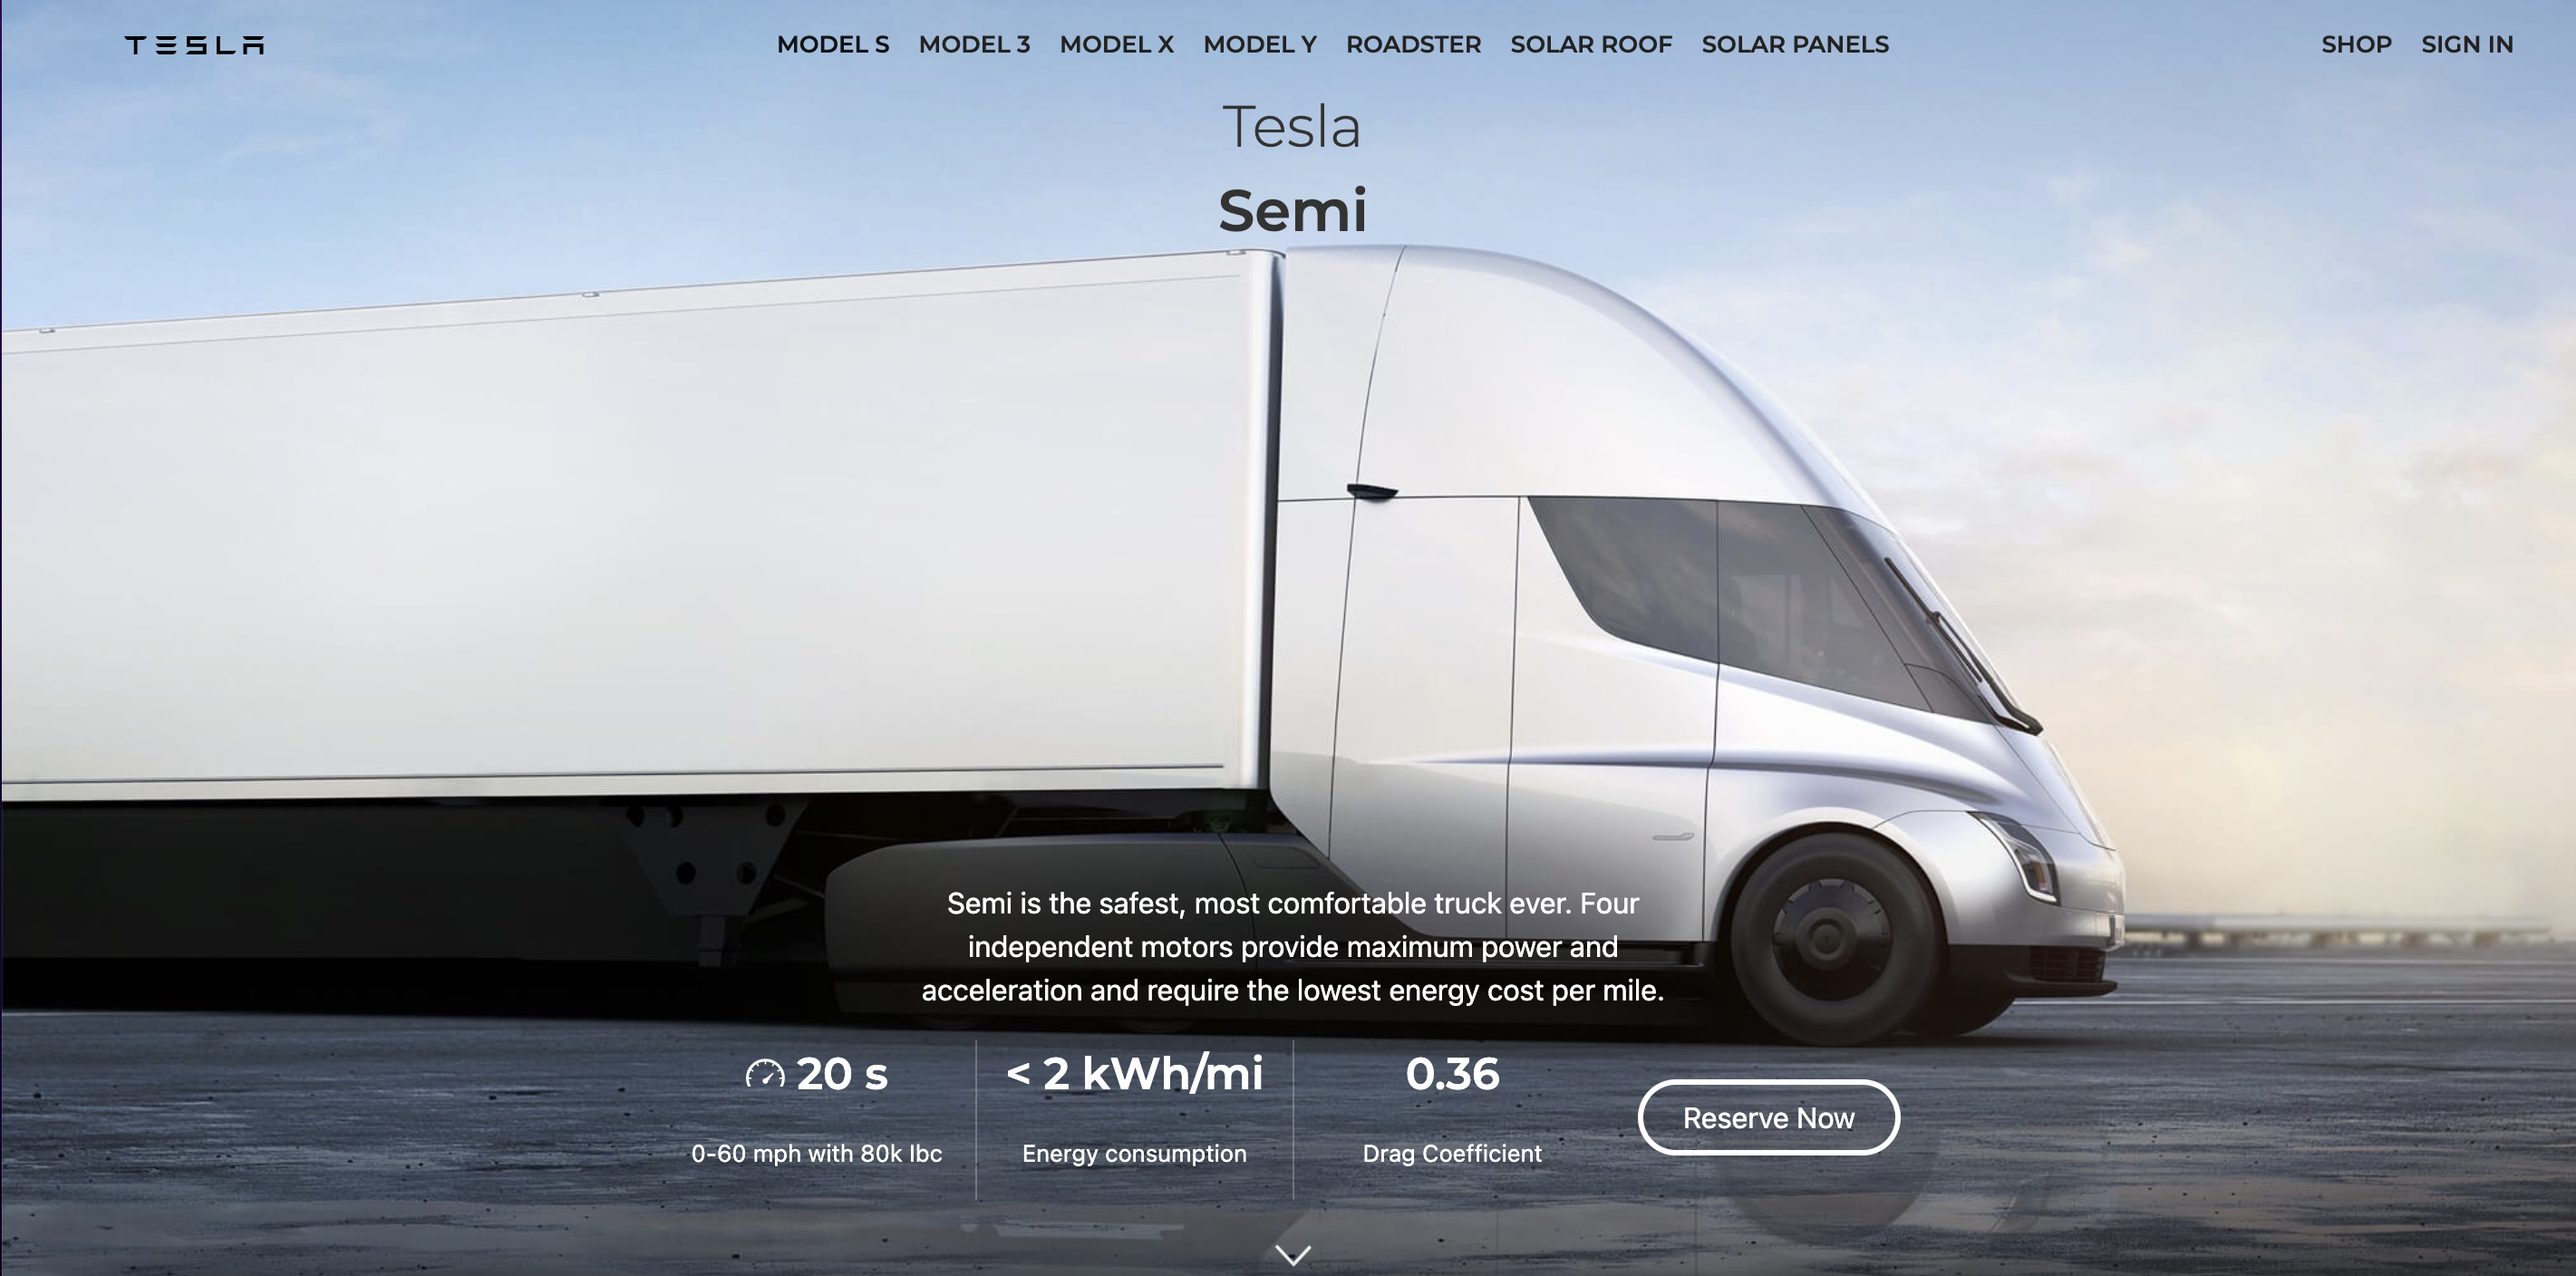 TESLA
MODEL S MODEL 3 MODEL X MODEL Y ROADSTER SOLAR ROOF SOLAR PANELS
SHOP SIGN IN
Tesla
Semi
Semi is the safest, most comfortable truck ever. Four
independent motors provide maximum power and
acceleration and require the lowest energy cost per mile.
20 s
0-60 mph with 80k lbc
< 2 kWh/mi
Energy consumption
0.36
Drag Coefficient
Reserve Now